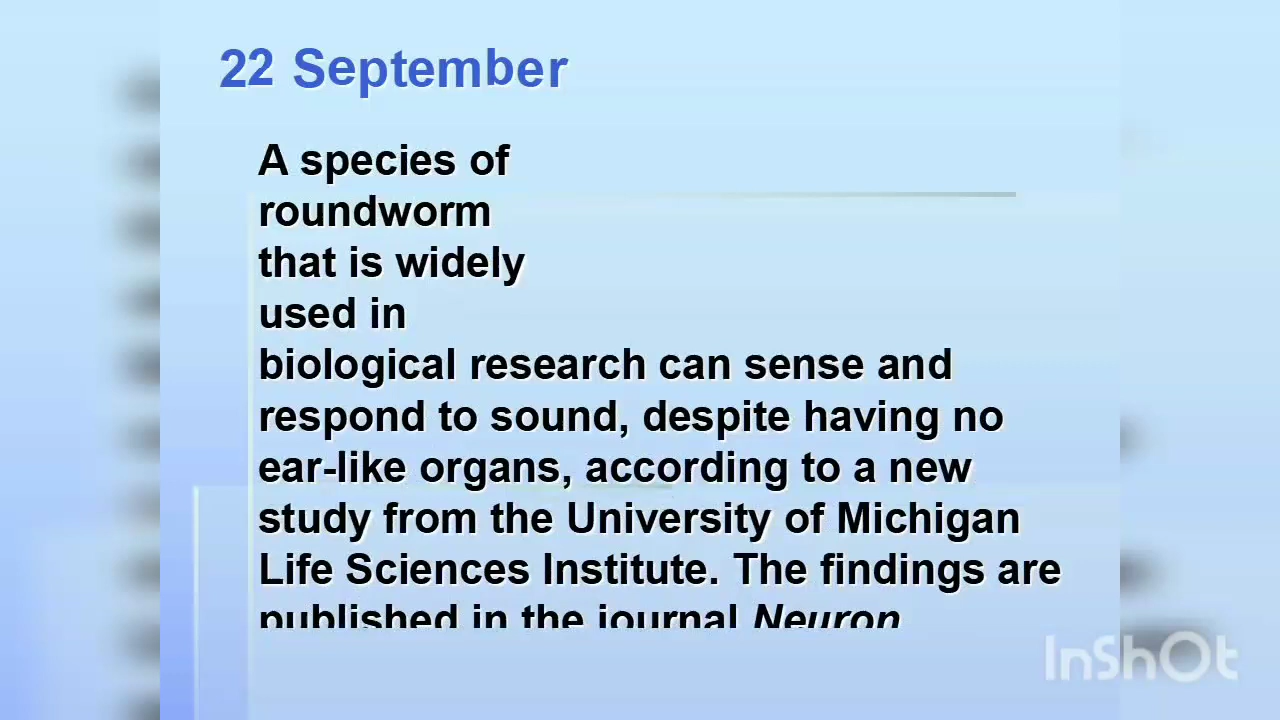 22 September
A species of
roundworm
that is widely
used in
biological research can sense and
respond to sound, despite having no
ear-like organs, according to a new
study from the University of Michigan
Life Sciences Institute. The findings are
published in the journal Neuron
InShOt